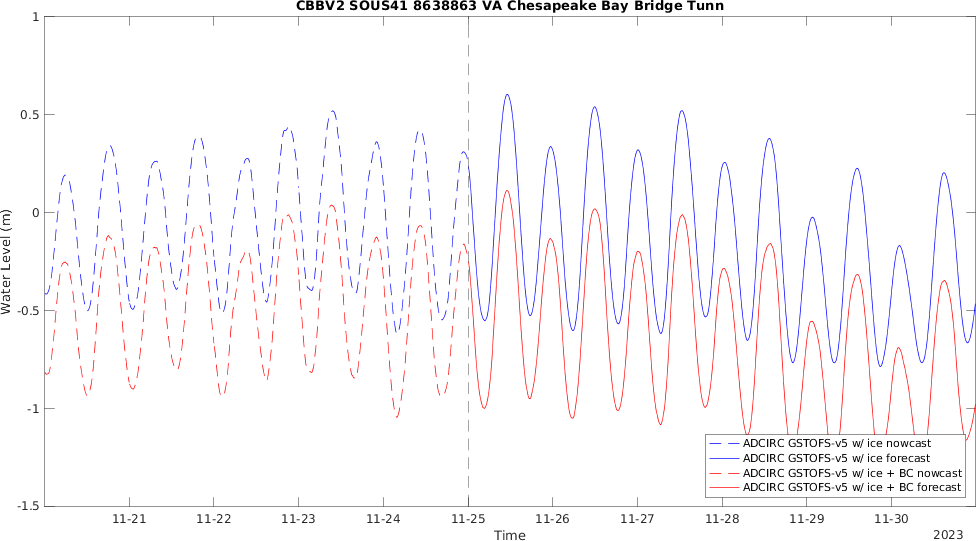 CBBV2 SOUS41 8638863 VA Chesapeake Bay Bridge Tunn
1
0.5
0
-0.5
-1
-1.5
Water Level (m)
ADCIRC GSTOFS-v5 w/ ice nowcast
ADCIRC GSTOFS-v5 w/ ice forecast
ADCIRC GSTOFS-v5 w/ ice + BC nowcast
ADCIRC GSTOFS-v5 w/ ice + BC forecast
11-21 11-22 11-23 11-24 11-25 11-26 11-27 11-28 11-29 11-30
Time
2023